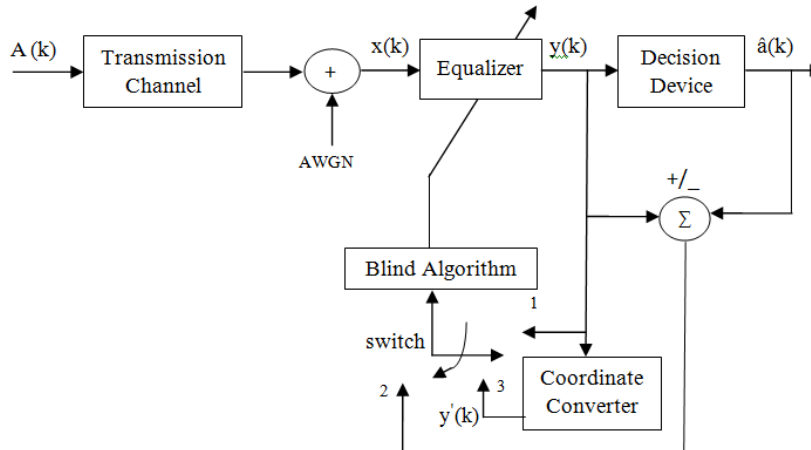 A (k)
Transmission
Channel
+
AWGN
x(k)
Equalizer
y(k)
Decision
Device
â(k)
+/_
Σ
Blind Algorithm
1
switch
2
3
y'(k)
Coordinate
Converter